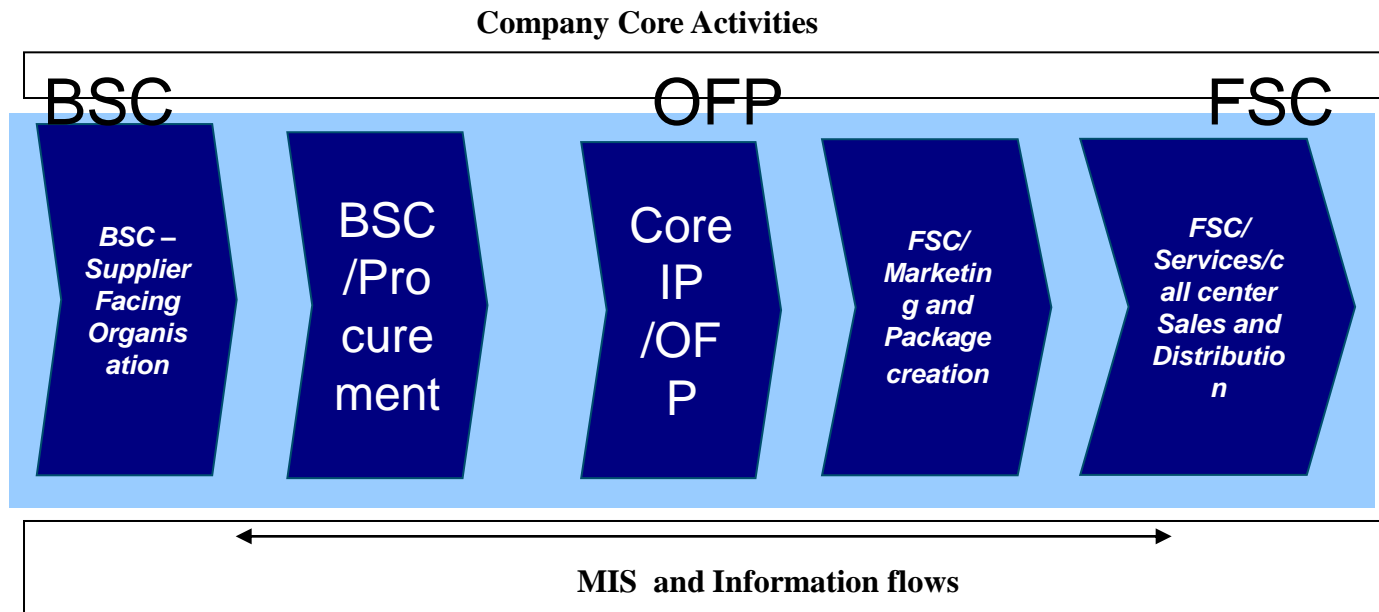 Company Core Activities
BSC
OFP
FSC
BSC –
Supplier
Facing
Organis
ation
BSC
/Pro
cure
ment
Core
IP
/OF
P
FSC/
Marketin
g and
Package
creation
FSC/
Services/c
all center
Sales and
Distributio
n
MIS and Information flows